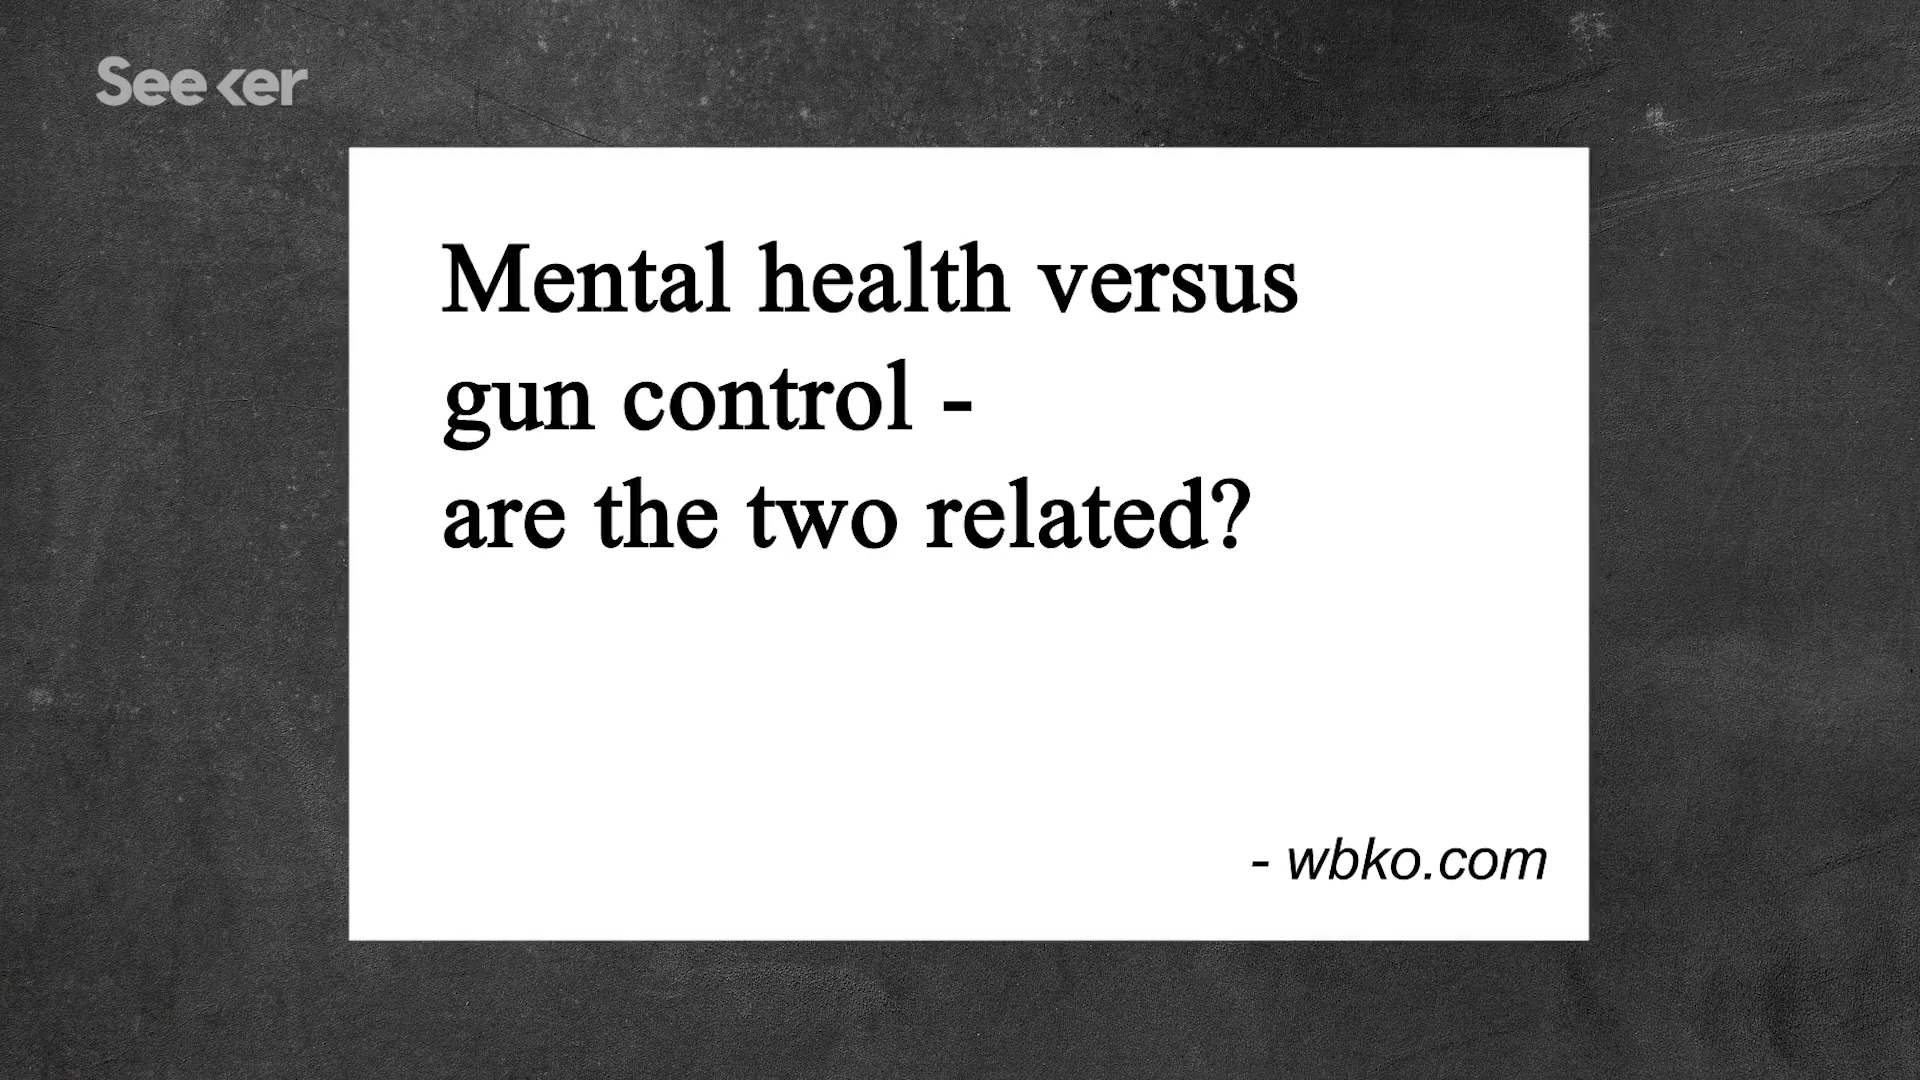 Seeker
Mental health versus
gun control -
are the two related?
- wbko.com